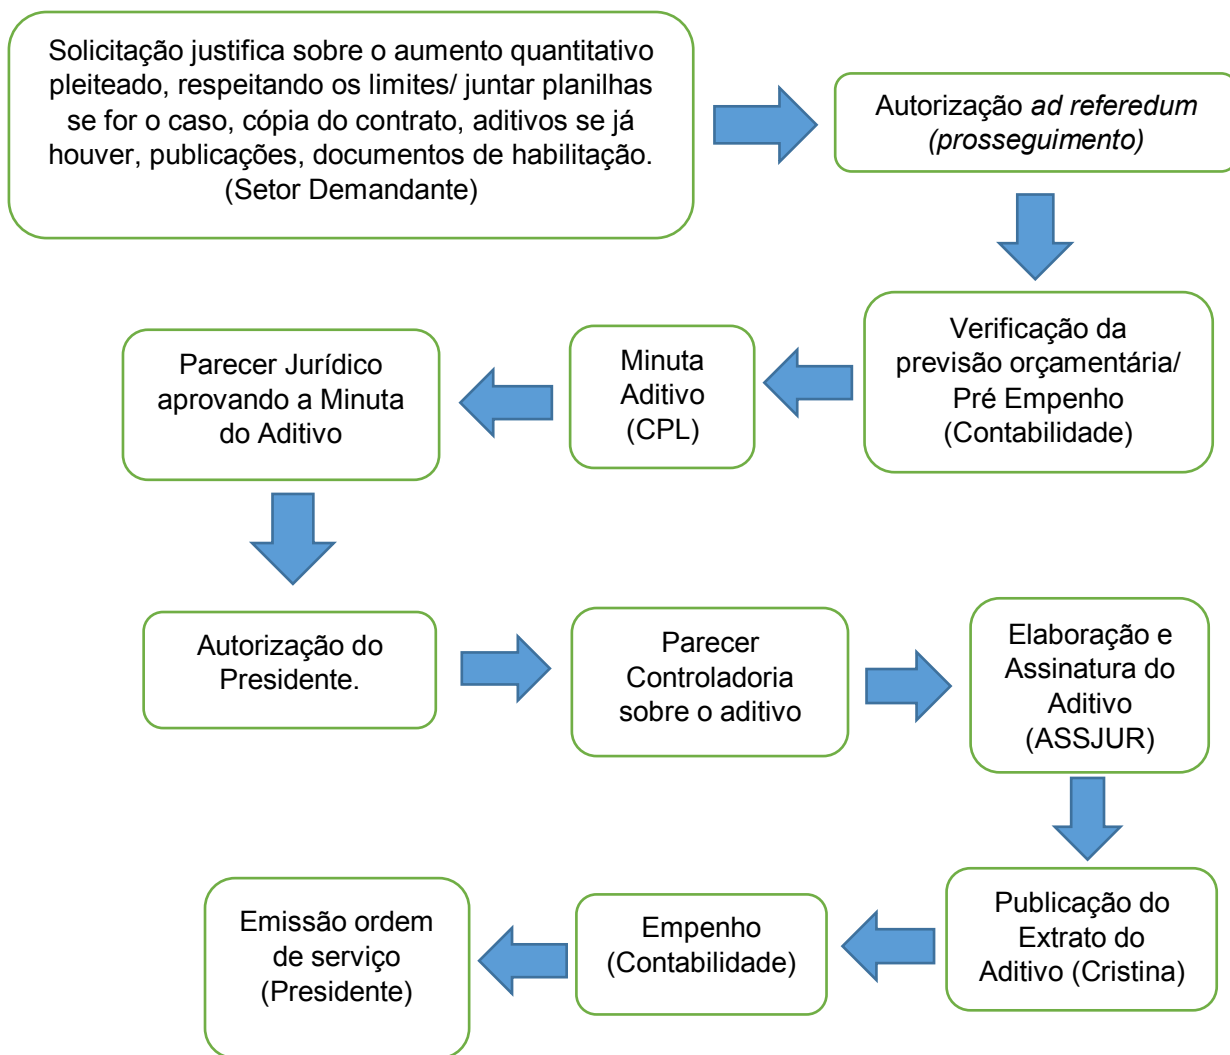 Solicitação justifica sobre o aumento quantitativo
pleiteado, respeitando os limites/ juntar planilhas
se for o caso, cópia do contrato, aditivos se já
houver, publicações, documentos de habilitação.
(Setor Demandante)
Autorização ad referedum
(prosseguimento)
Verificação da
previsão orçamentária/
Pré Empenho
(Contabilidade)
Minuta
Aditivo
(CPL)
Parecer Jurídico
aprovando a Minuta
do Aditivo
Autorização do
Presidente.
Parecer
Controladoria
sobre o aditivo
Elaboração e
Assinatura do
Aditivo
(ASSJUR)
Publicação do
Extrato do
Aditivo (Cristina)
Empenho
(Contabilidade)
Emissão ordem
de serviço
(Presidente)